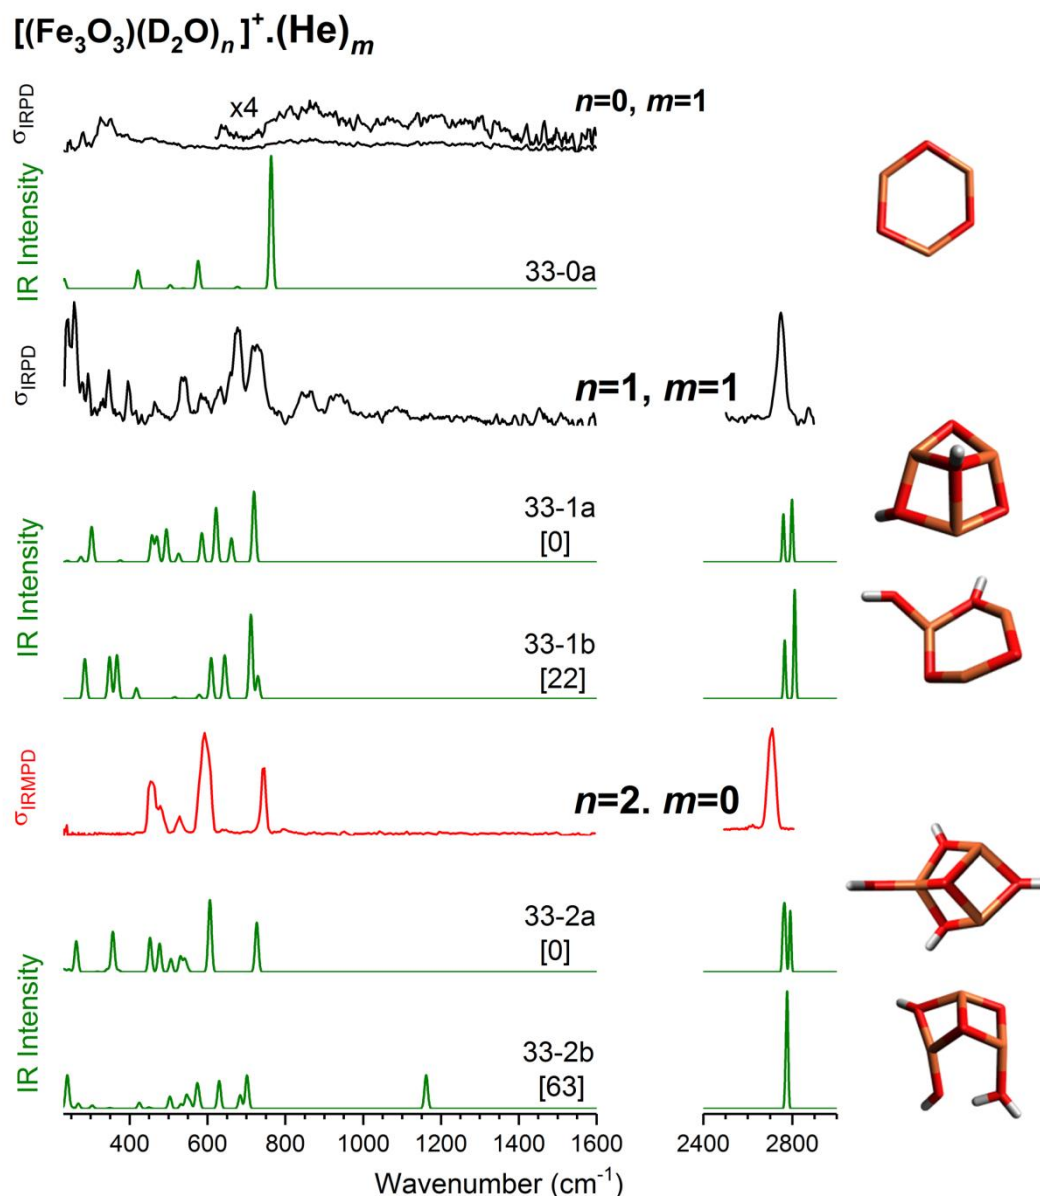 [(Fe₃O₃)(D₂O)ₙ]⁺.(He)ₘ
σIRPD
x4
n=0, m=1
IR Intensity
33-0a
σIRPD
n=1, m=1
IR Intensity
33-1a
[0]
33-1b
[22]
σIRMPD
n=2. m=0
IR Intensity
33-2a
[0]
33-2b
[63]
400 600 800 1000 1200 1400 1600 2400 2800
Wavenumber (cm⁻¹)